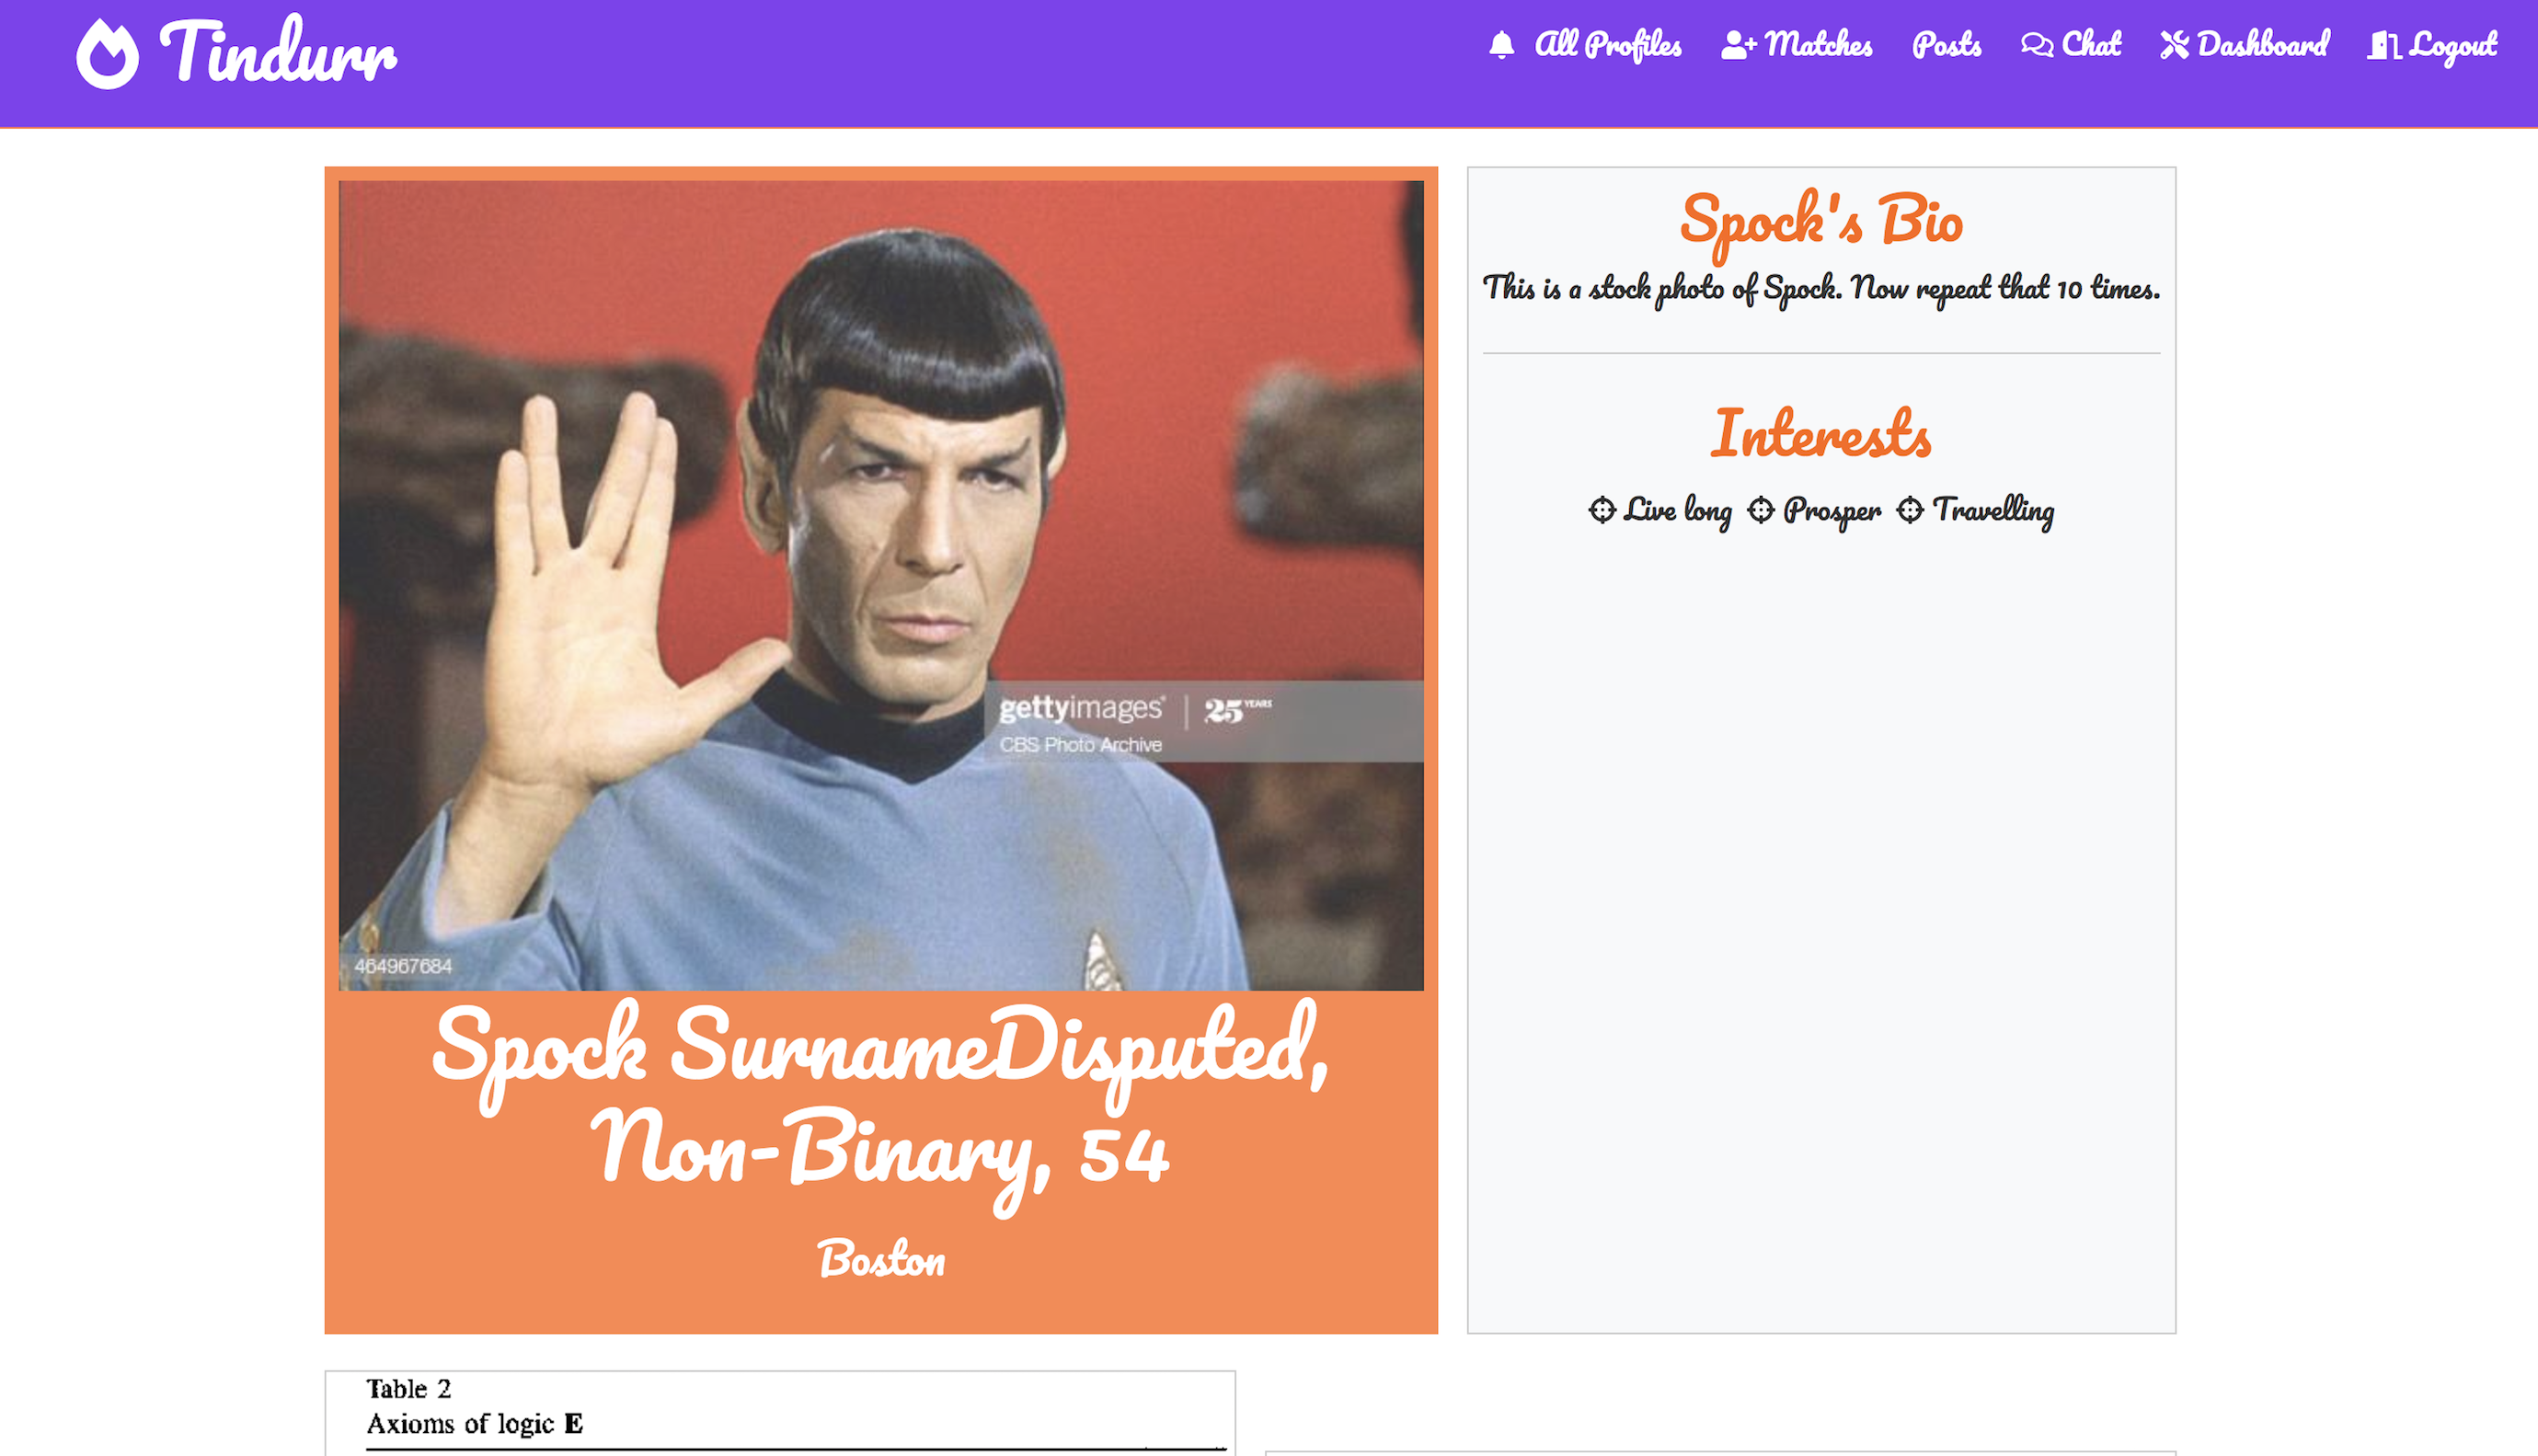 Tindurr
All Profiles Matches Posts Chat Dashboard Logout
gettyimages® | 25 YEARS
CBS Photo Archive
464967684
Spock SurnameDisputed,
Non-Binary, 54
Boston
Spock's Bio
This is a stock photo of Spock. Now repeat that 10 times.
Interests
Live long Prosper Travelling
Table 2
Axioms of logic E